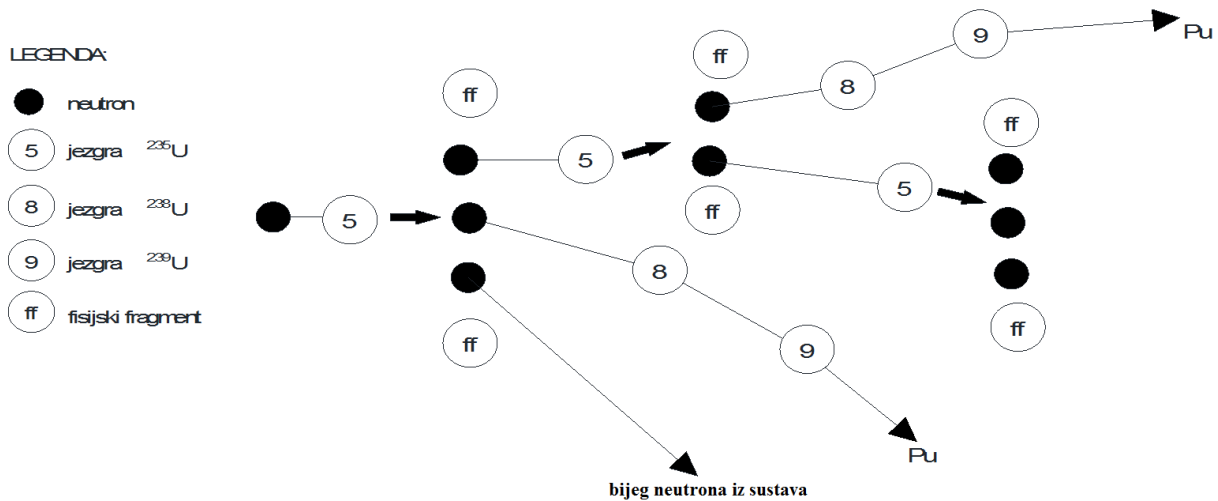 LEGENDA:
neutron
5 jezgra ²³⁵U
8 jezgra ²³⁸U
9 jezgra ²³⁹U
ff fisijski fragment
5
ff
ff
5
ff
ff
8
9
Pu
5
ff
ff
8
9
Pu
bijeg neutrona iz sustava